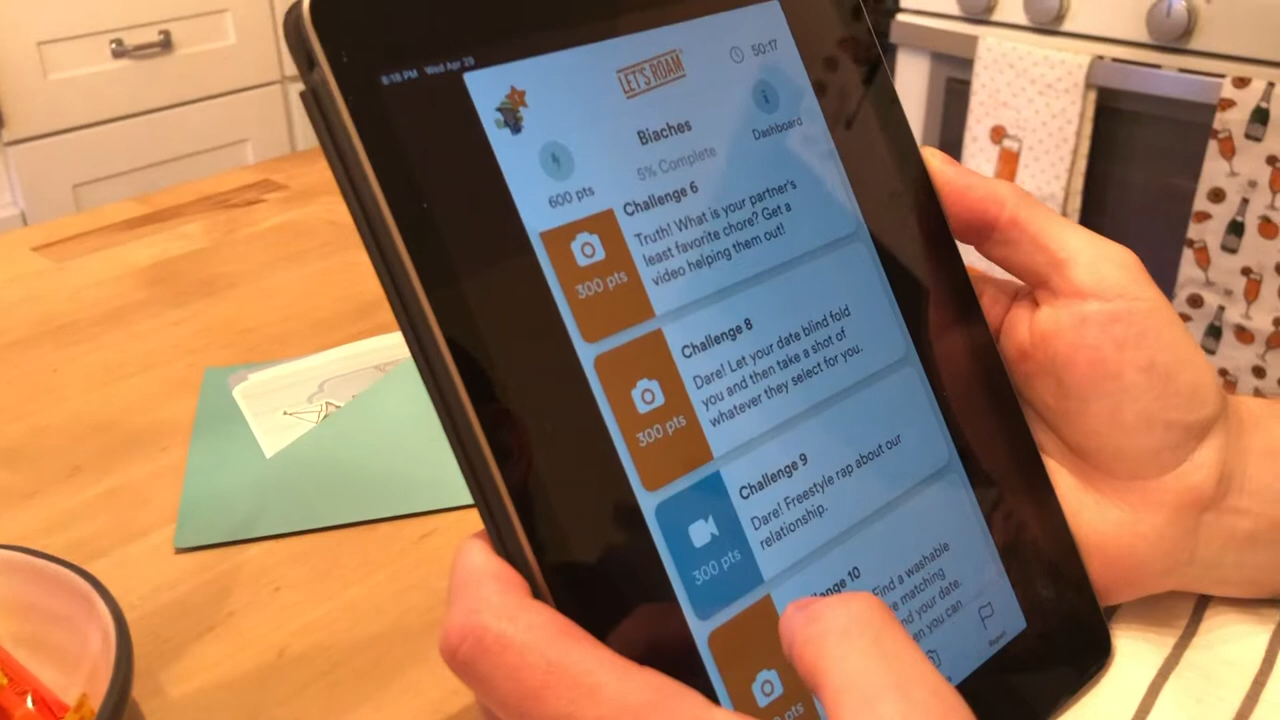 8:18 PM Wed Apr 29
LET'S ROAM
50:17
Biaches
Dashboard
5% Complete
600 pts
Challenge 6
Truth! What is your partner's
least favorite chore? Get a
video helping them out!
300 pts
Challenge 8
Dare! Let your date blind fold
you and then take a shot of
whatever they select for you.
300 pts
Challenge 9
Dare! Freestyle rap about our
relationship.
300 pts
10
Find a washable
matching
your date.
you can
pts
Report